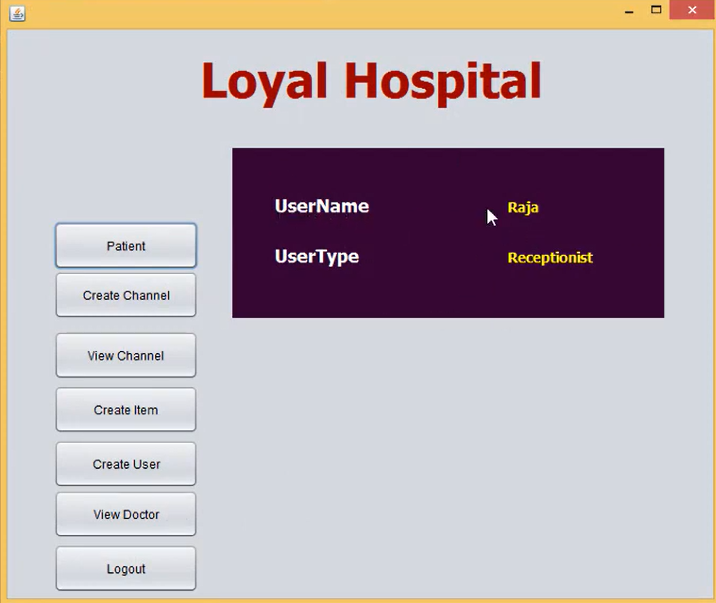 Loyal Hospital
UserName Raja
UserType Receptionist
Patient
Create Channel
View Channel
Create Item
Create User
View Doctor
Logout